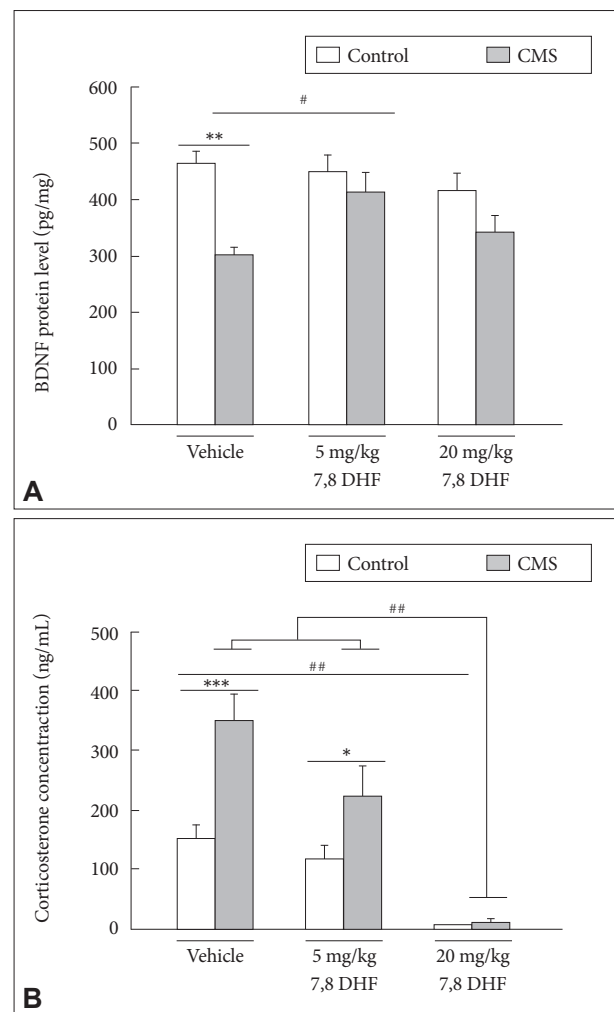 Control CMS
600
500
400
300
200
100
0
BDNF protein level (pg/mg)
#
**
Vehicle 5 mg/kg 20 mg/kg
7,8 DHF 7,8 DHF
A
Control CMS
500
400
300
200
100
0
Corticosterone concentraction (ng/mL)
##
##
***
*
Vehicle 5 mg/kg 20 mg/kg
7,8 DHF 7,8 DHF
B